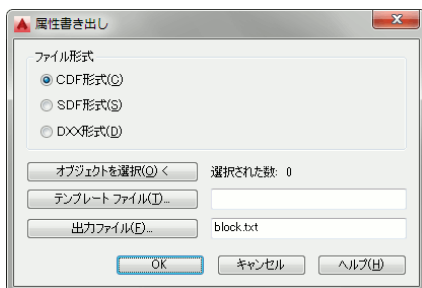 属性書き出し
ファイル形式
CDF形式(C)
SDF形式(S)
DXX形式(D)
オブジェクトを選択(O) < 選択された数: 0
テンプレート ファイル(T)...
出力ファイル(F)... block.txt
OK キャンセル ヘルプ(H)